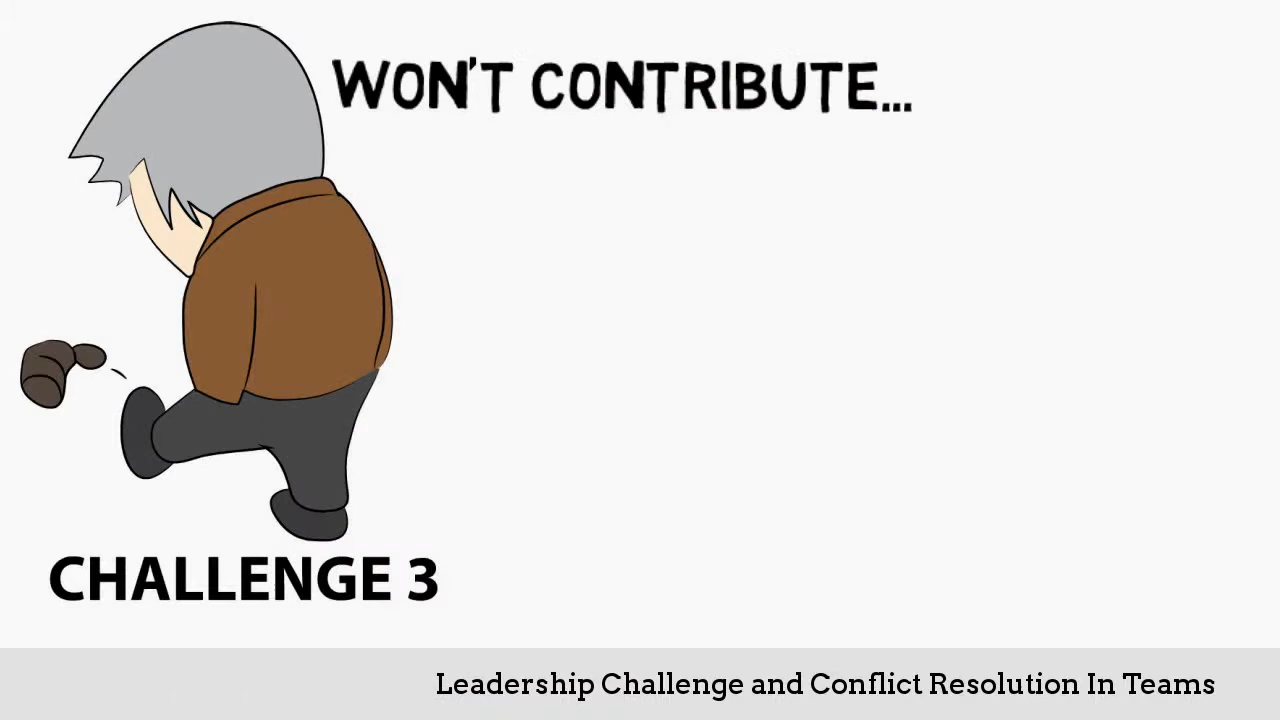 WON'T CONTRIBUTE...
CHALLENGE 3
Leadership Challenge and Conflict Resolution In Teams